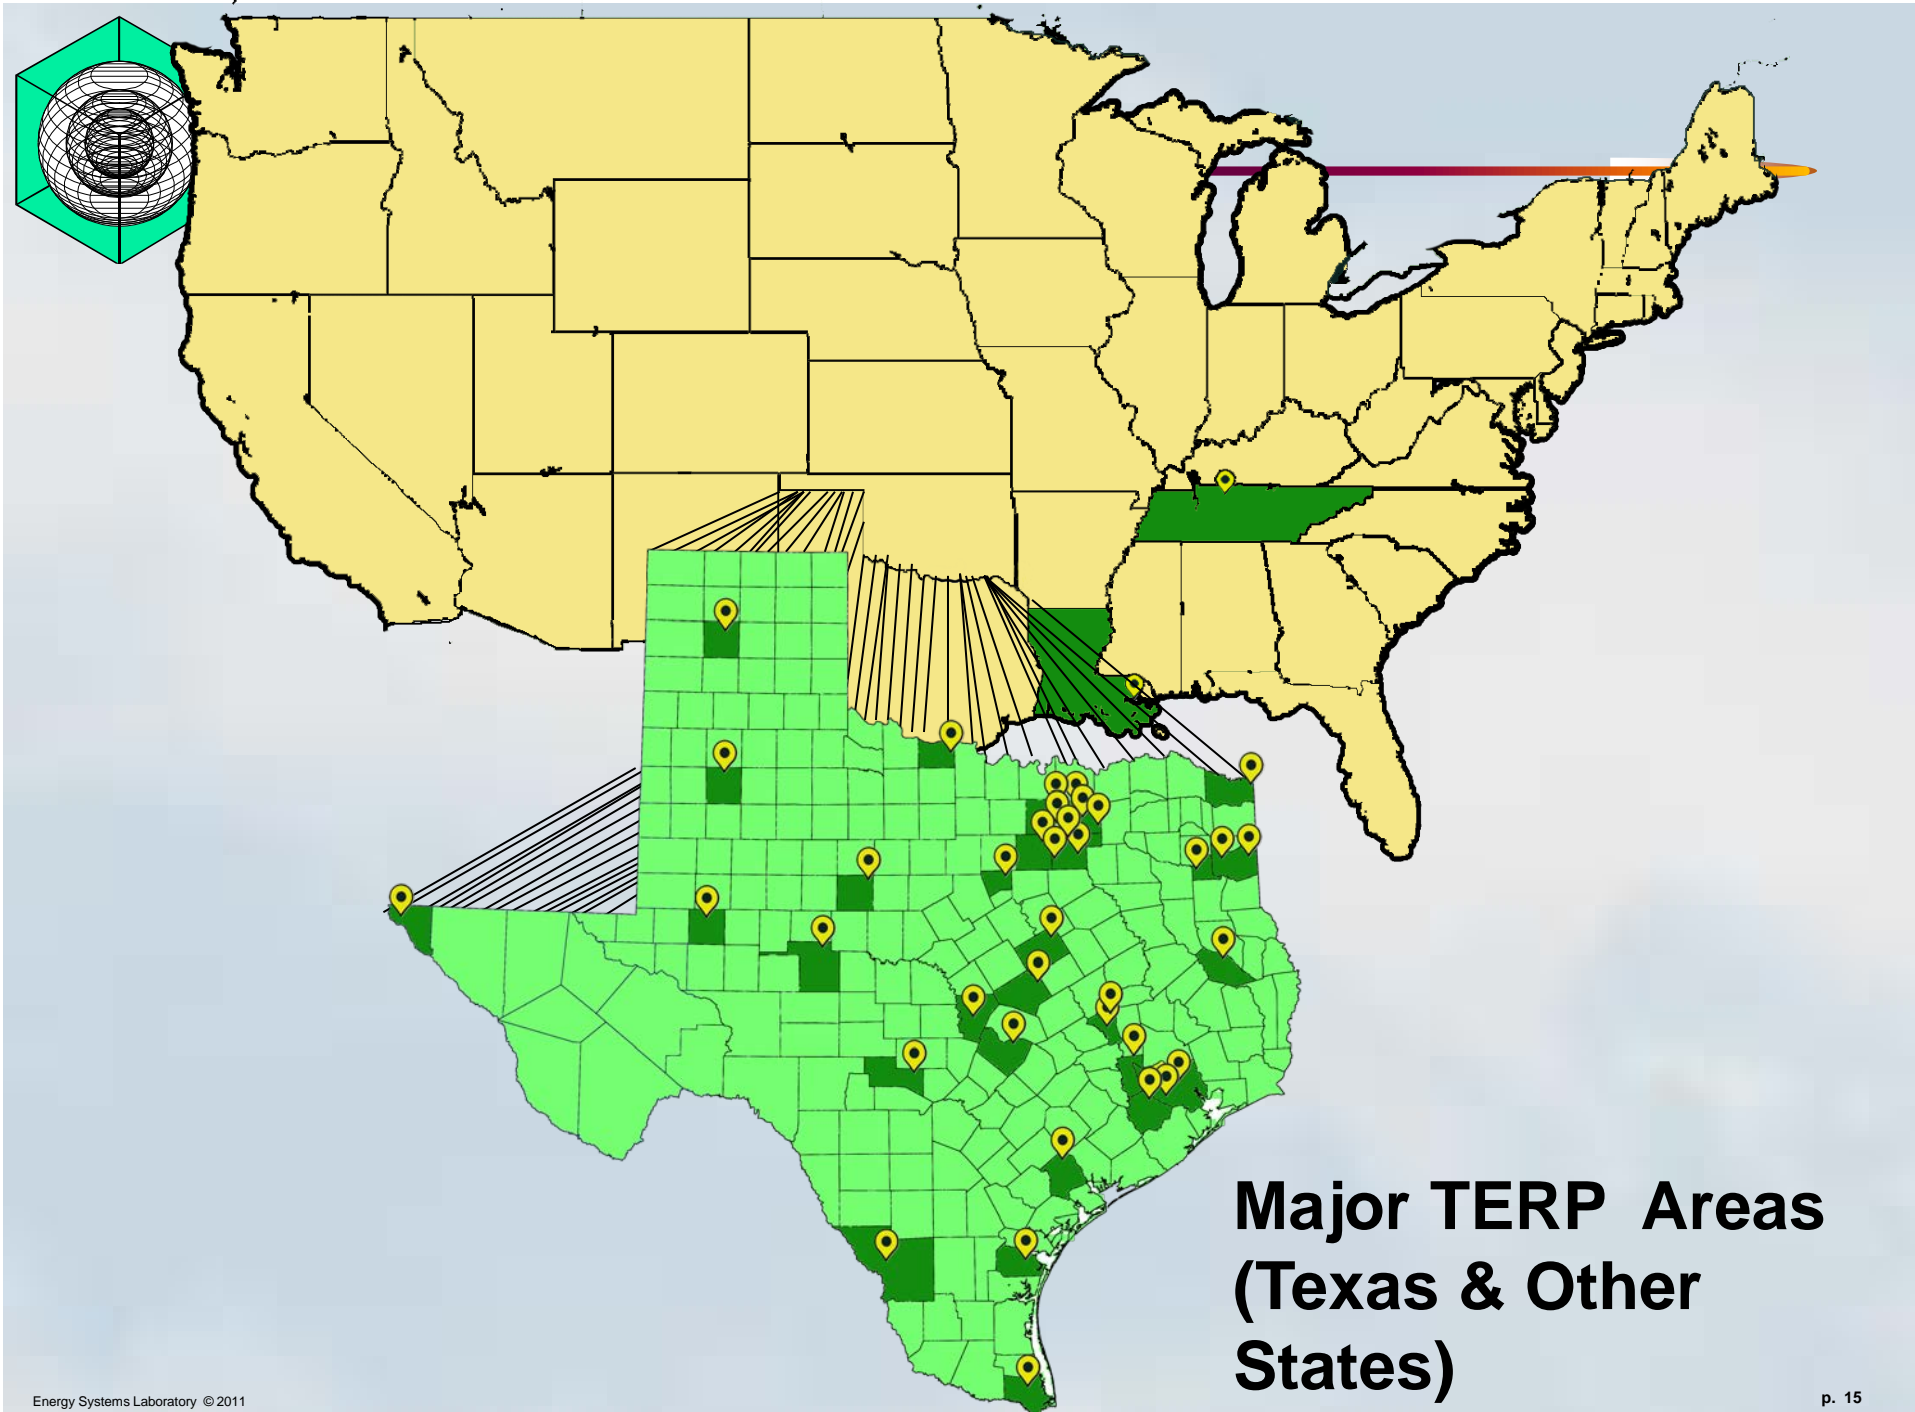 Major TERP  Areas
(Texas & Other
States)
Energy Systems Laboratory © 2011
p. 15